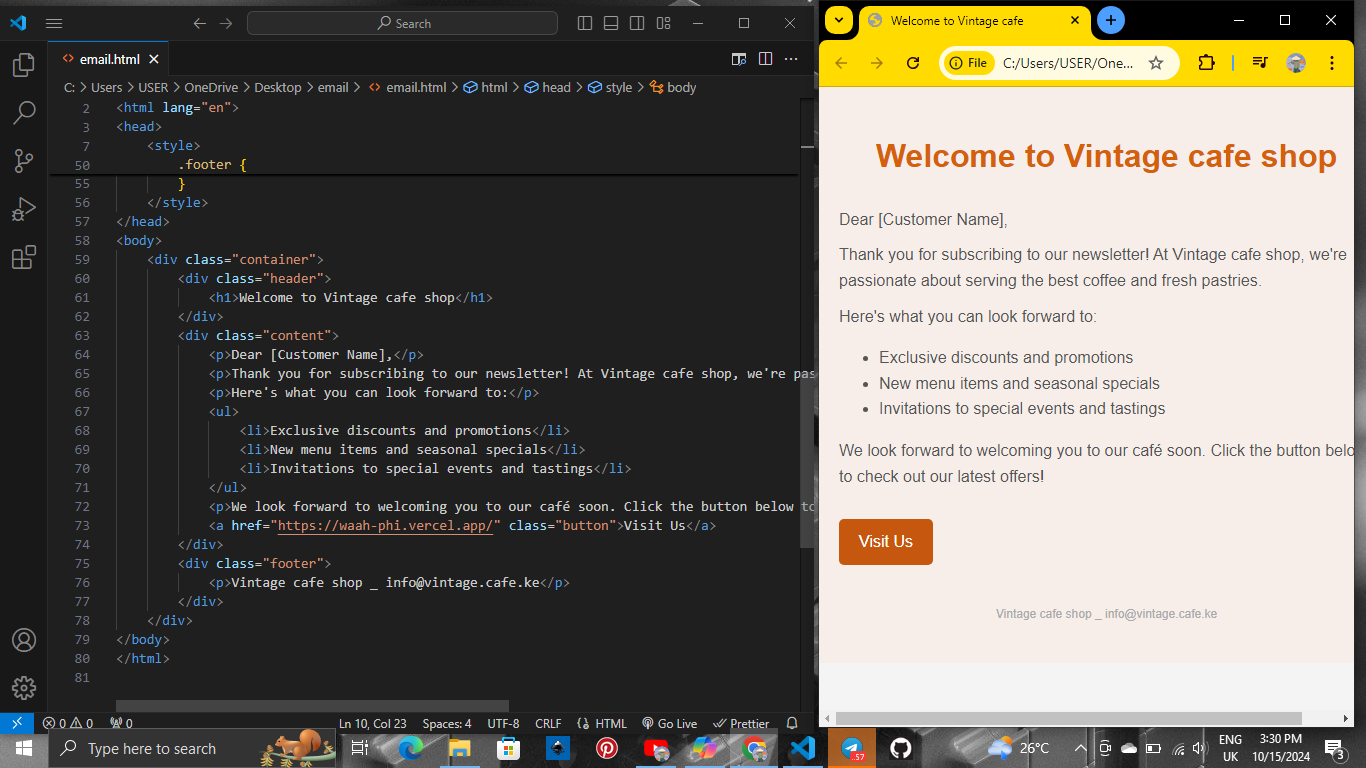 Search
email.html
C: > Users > USER > OneDrive > Desktop > email > <> email.html > html > head > style > body
2 <html lang="en">
3 <head>
7 <style>
50 .footer {
55 }
56 </style>
57 </head>
58 <body>
59 <div class="container">
60 <div class="header">
61 <h1>Welcome to Vintage cafe shop</h1>
62 </div>
63 <div class="content">
64 <p>Dear [Customer Name],</p>
65 <p>Thank you for subscribing to our newsletter! At Vintage cafe shop, we're pas
66 <p>Here's what you can look forward to:</p>
67 <ul>
68 <li>Exclusive discounts and promotions</li>
69 <li>New menu items and seasonal specials</li>
70 <li>Invitations to special events and tastings</li>
71 </ul>
72 <p>We look forward to welcoming you to our café soon. Click the button below to
73 <a href="https://waah-phi.vercel.app/" class="button">Visit Us</a>
74 </div>
75 <div class="footer">
76 <p>Vintage cafe shop _ info@vintage.cafe.ke</p>
77 </div>
78 </div>
79 </body>
80 </html>
81
0 0 0 Ln 10, Col 23 Spaces: 4 UTF-8 CRLF {} HTML Go Live Prettier
Welcome to Vintage cafe
File C:/Users/USER/One...
Welcome to Vintage cafe shop
Dear [Customer Name],
Thank you for subscribing to our newsletter! At Vintage cafe shop, we're
passionate about serving the best coffee and fresh pastries.
Here's what you can look forward to:
• Exclusive discounts and promotions
• New menu items and seasonal specials
• Invitations to special events and tastings
We look forward to welcoming you to our café soon. Click the button belo
to check out our latest offers!
Visit Us
Vintage cafe shop _ info@vintage.cafe.ke
Type here to search
57
26°C
ENG
UK
3:30 PM
10/15/2024
3